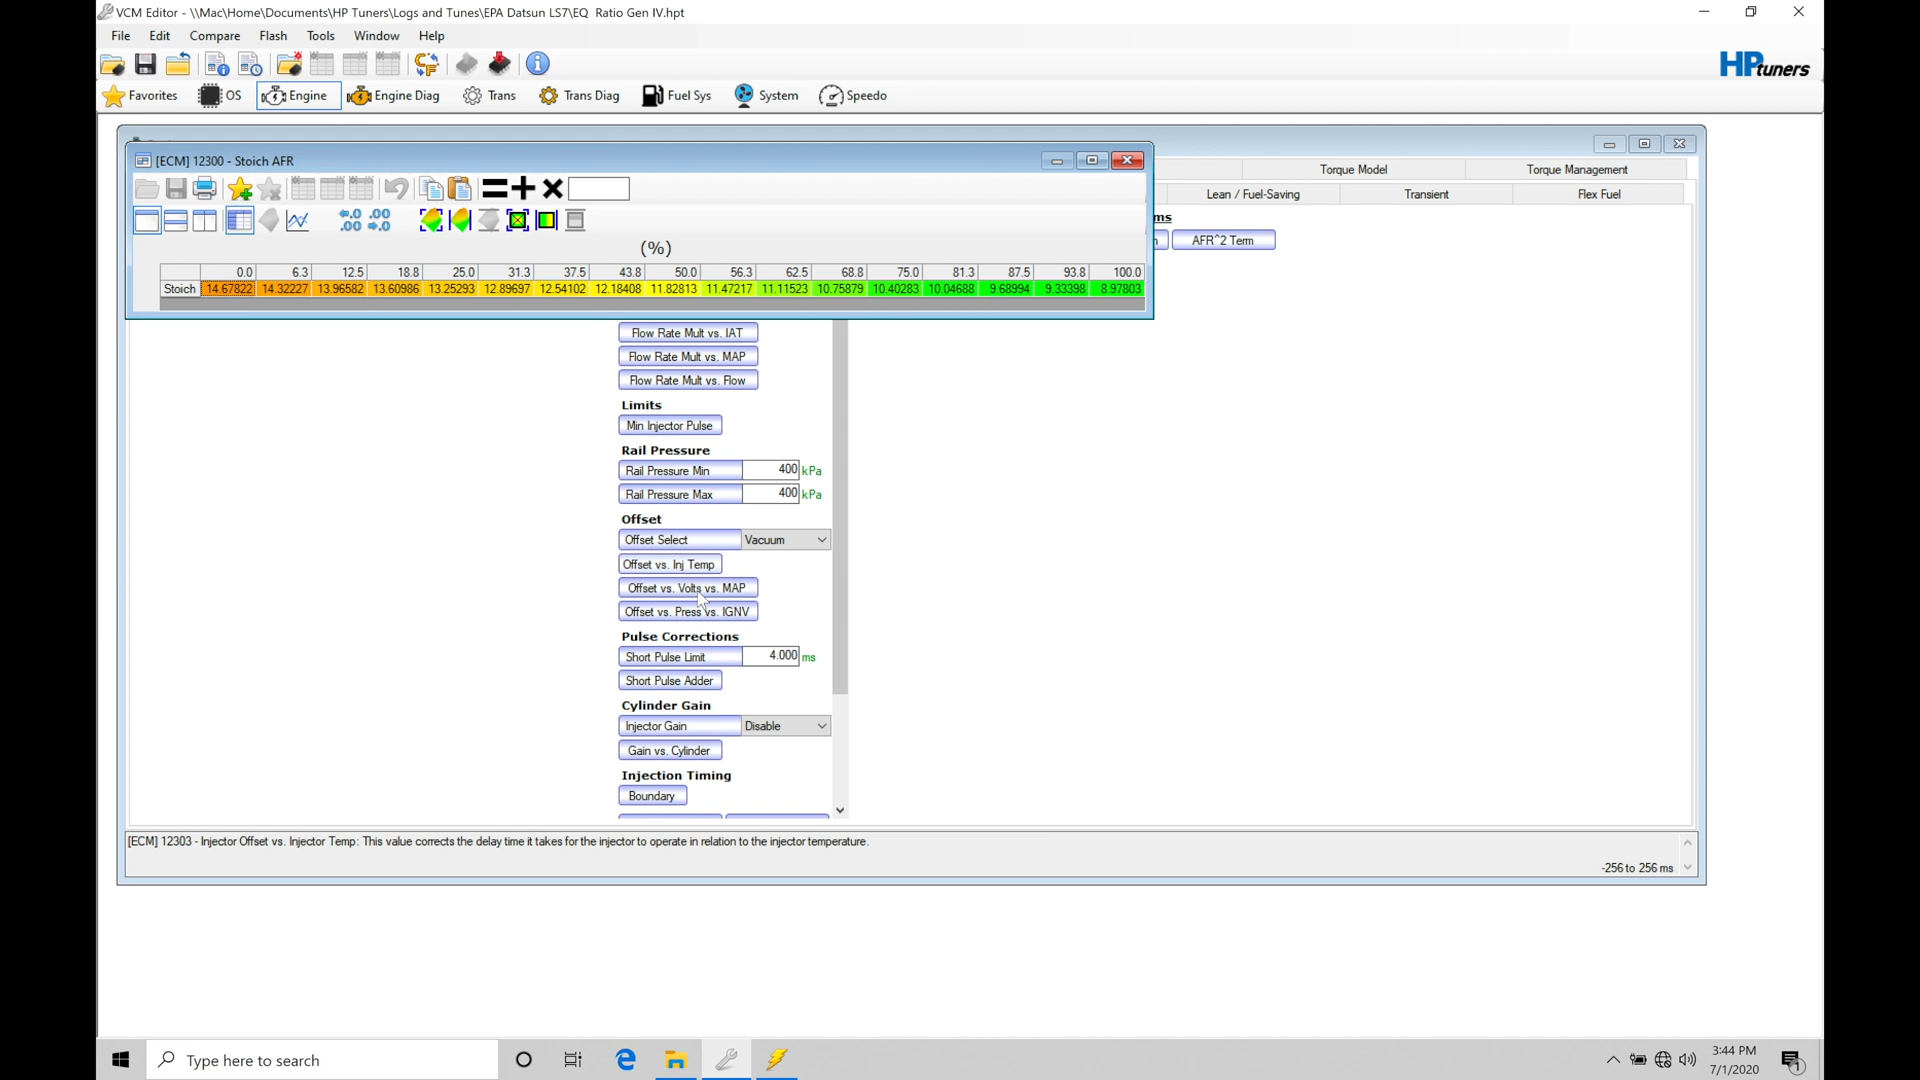 VCM Editor - \\Mac\Home\Documents\HP Tuners\Logs and Tunes\EPA Datsun LS7\EQ Ratio Gen IV.hpt
File Edit Compare Flash Tools Window Help
HPtuners
Favorites OS Engine Engine Diag Trans Trans Diag Fuel Sys System Speedo
[ECM] 12300 - Stoich AFR
Torque Model Torque Management
Lean / Fuel-Saving Transient Flex Fuel
ms
AFR^2 Term
(%)
0.0 6.3 12.5 18.8 25.0 31.3 37.5 43.8 50.0 56.3 62.5 68.8 75.0 81.3 87.5 93.8 100.0
Stoich 14.67822 14.32227 13.96582 13.60986 13.25293 12.89697 12.54102 12.18408 11.82813 11.47217 11.11523 10.75879 10.40283 10.04688 9.68994 9.33398 8.97803
Flow Rate Mult vs. IAT
Flow Rate Mult vs. MAP
Flow Rate Mult vs. Flow
Limits
Min Injector Pulse
Rail Pressure
Rail Pressure Min 400 kPa
Rail Pressure Max 400 kPa
Offset
Offset Select Vacuum
Offset vs. Inj Temp
Offset vs. Volts vs. MAP
Offset vs. Press vs. IGNV
Pulse Corrections
Short Pulse Limit 4.000 ms
Short Pulse Adder
Cylinder Gain
Injector Gain Disable
Gain vs. Cylinder
Injection Timing
Boundary
[ECM] 12303 - Injector Offset vs. Injector Temp: This value corrects the delay time it takes for the injector to operate in relation to the injector temperature.
-256 to 256 ms
Type here to search
3:44 PM
7/1/2020
1